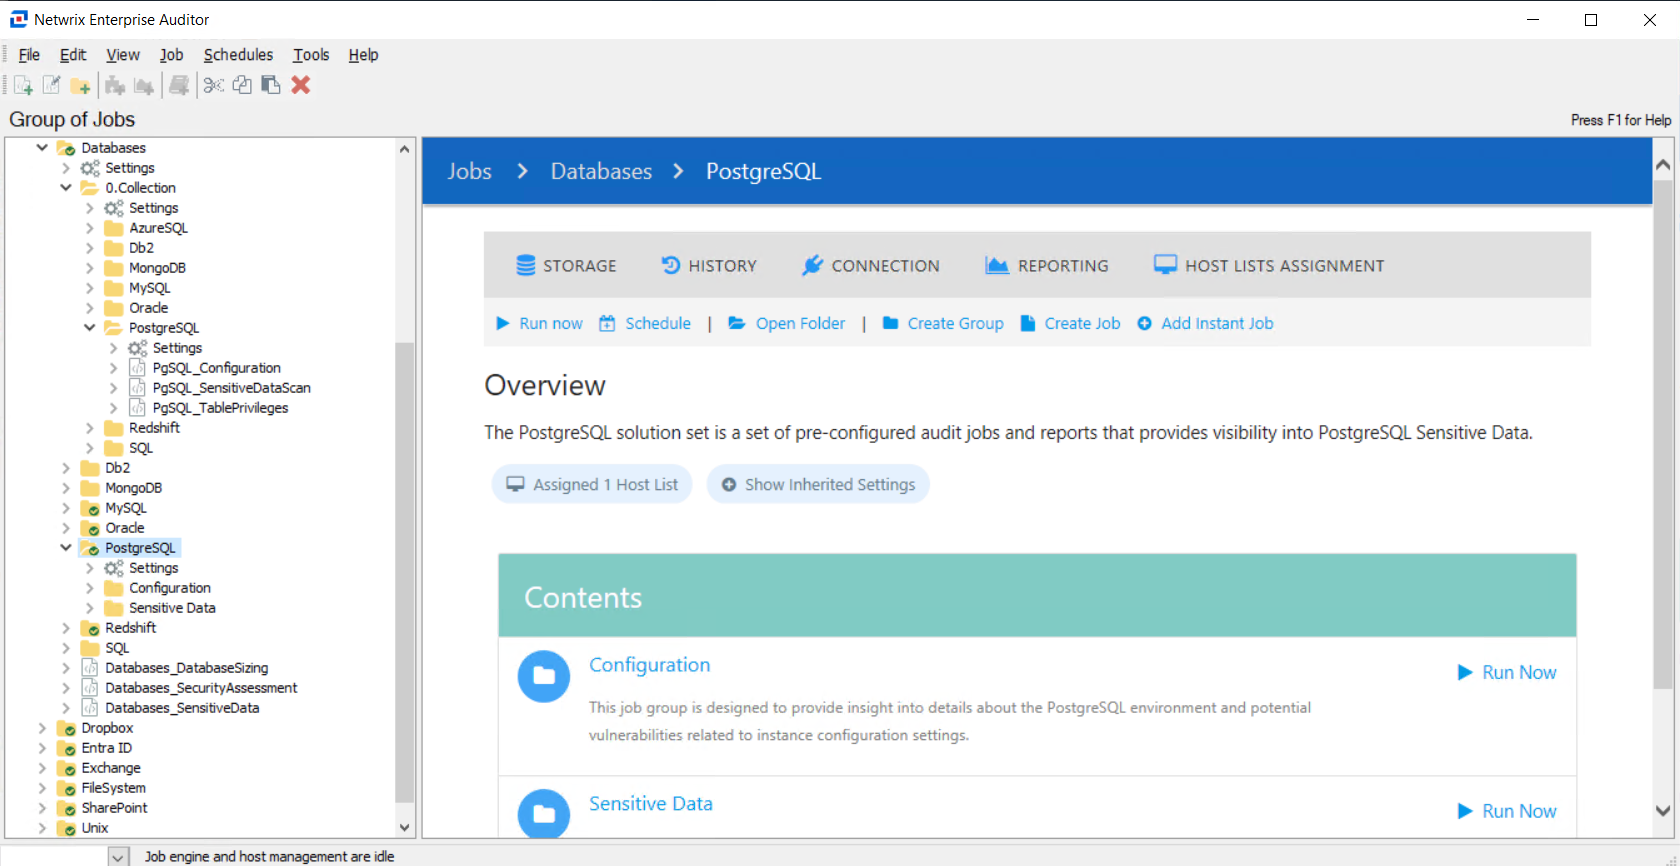 Netwrix Enterprise Auditor
File Edit View Job Schedules Tools Help
Group of Jobs
Press F1 for Help
Databases
Settings
0.Collection
Settings
AzureSQL
Db2
MongoDB
MySQL
Oracle
PostgreSQL
Settings
PgSQL_Configuration
PgSQL_SensitiveDataScan
PgSQL_TablePrivileges
Redshift
SQL
Db2
MongoDB
MySQL
Oracle
PostgreSQL
Settings
Configuration
Sensitive Data
Redshift
SQL
Databases_DatabaseSizing
Databases_SecurityAssessment
Databases_SensitiveData
Dropbox
Entra ID
Exchange
FileSystem
SharePoint
Unix
Jobs > Databases > PostgreSQL
STORAGE HISTORY CONNECTION REPORTING HOST LISTS ASSIGNMENT
Run now Schedule | Open Folder | Create Group Create Job Add Instant Job
Overview
The PostgreSQL solution set is a set of pre-configured audit jobs and reports that provides visibility into PostgreSQL Sensitive Data.
Assigned 1 Host List Show Inherited Settings
Contents
Configuration
Run Now
This job group is designed to provide insight into details about the PostgreSQL environment and potential
vulnerabilities related to instance configuration settings.
Sensitive Data
Run Now
Job engine and host management are idle